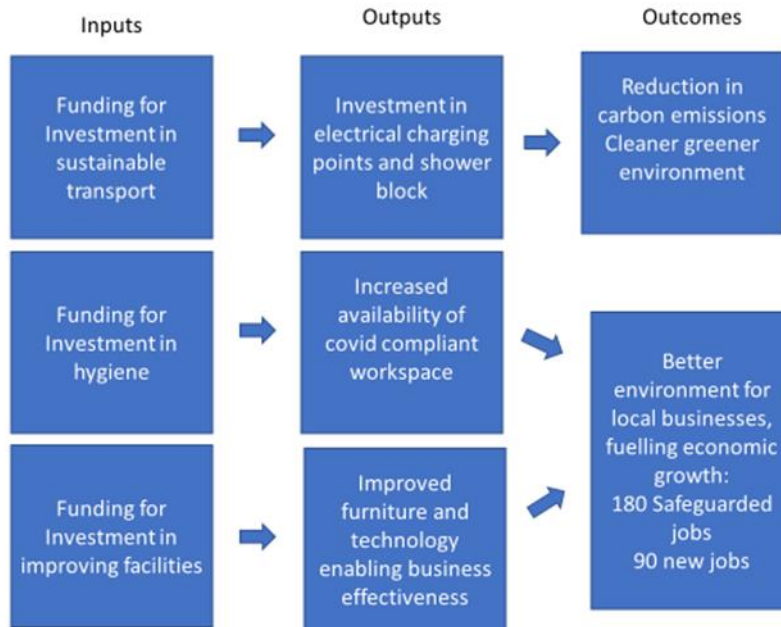 Inputs
Outputs
Outcomes
Funding for
Investment in
sustainable
transport
Investment in
electrical charging
points and shower
block
Reduction in
carbon emissions
Cleaner greener
environment
Funding for
Investment in
hygiene
Increased
availability of
covid compliant
workspace
Better
environment for
local businesses,
fuelling economic
growth:
180 Safeguarded
jobs
90 new jobs
Funding for
Investment in
improving facilities
Improved
furniture and
technology
enabling business
effectiveness